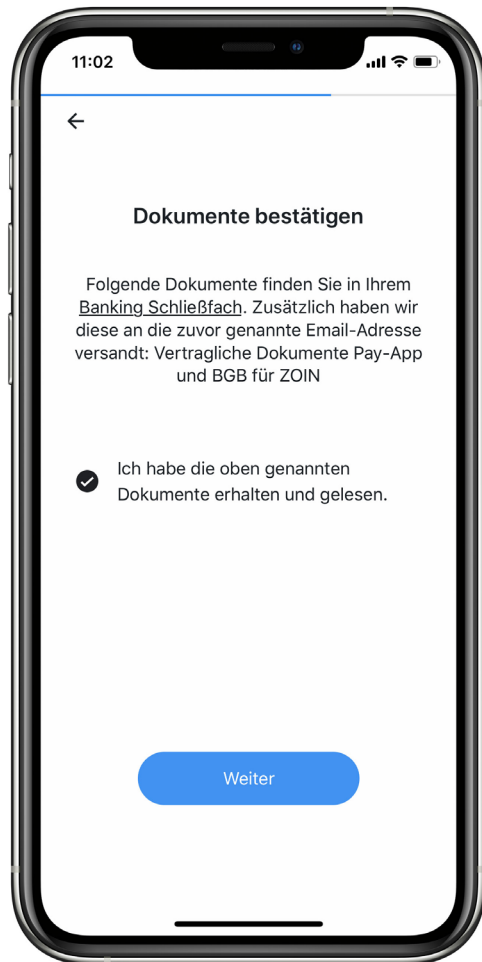 11:02
Dokumente bestätigen
Folgende Dokumente finden Sie in Ihrem
Banking Schließfach. Zusätzlich haben wir
diese an die zuvor genannte Email-Adresse
versandt: Vertragliche Dokumente Pay-App
und BGB für ZOIN
Ich habe die oben genannten
Dokumente erhalten und gelesen.
Weiter